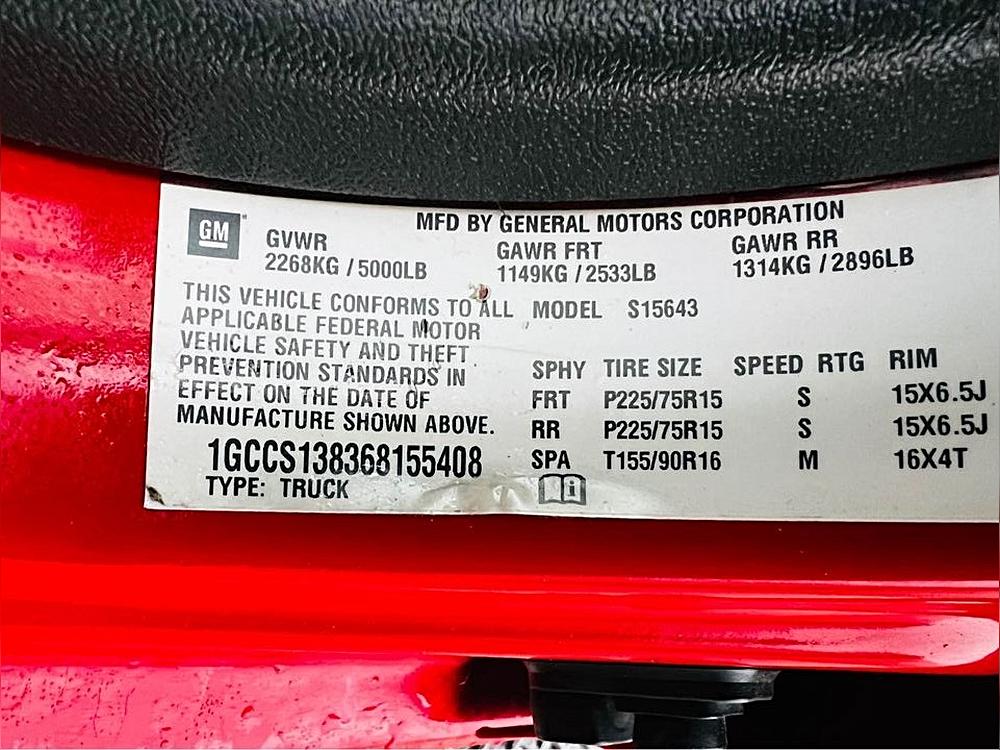 GM
MFD BY GENERAL MOTORS CORPORATION
GVWR GAWR FRT GAWR RR
2268KG / 5000LB 1149KG / 2533LB 1314KG / 2896LB
THIS VEHICLE CONFORMS TO ALL MODEL S15643
APPLICABLE FEDERAL MOTOR
VEHICLE SAFETY AND THEFT
PREVENTION STANDARDS IN SPHY TIRE SIZE SPEED RTG RIM
EFFECT ON THE DATE OF FRT P225/75R15 S 15X6.5J
MANUFACTURE SHOWN ABOVE. RR P225/75R15 S 15X6.5J
1GCCS138368155408 SPA T155/90R16 M 16X4T
TYPE: TRUCK